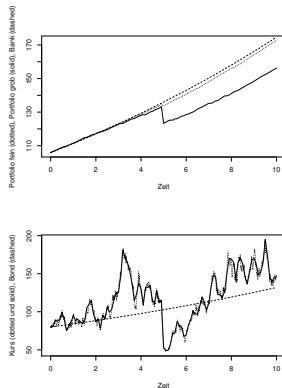 Portfolio fein (dotted), Portfolio grob (solid), Bank (dashed)
170
150
130
110
0 2 4 6 8 10
Zeit
Kurs (dotted und solid), Bond (dashed)
200
150
100
50
0 2 4 6 8 10
Zeit